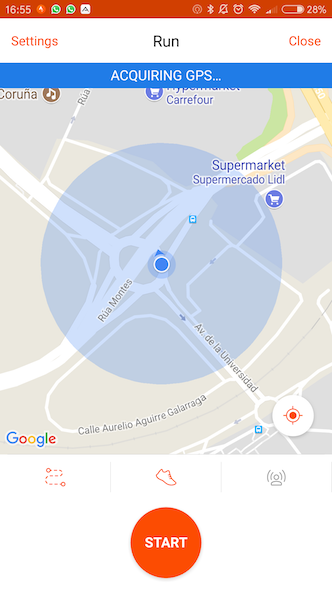 16:55
28%
Settings
Run
Close
ACQUIRING GPS...
Coruña
Rúa
Hypermarket
Carrefour
Supermarket
Supermercado Lidl
Rúa Montes
Av. de la Universidad
Calle Aurelio Aguirre Galarraga
Google
START